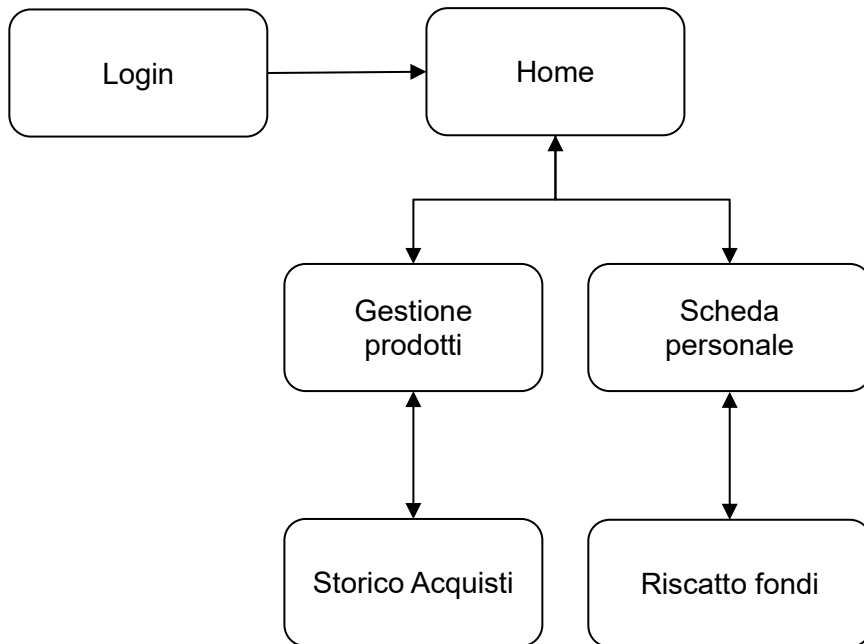 Login
Home
Gestione
prodotti
Scheda
personale
Storico Acquisti
Riscatto fondi